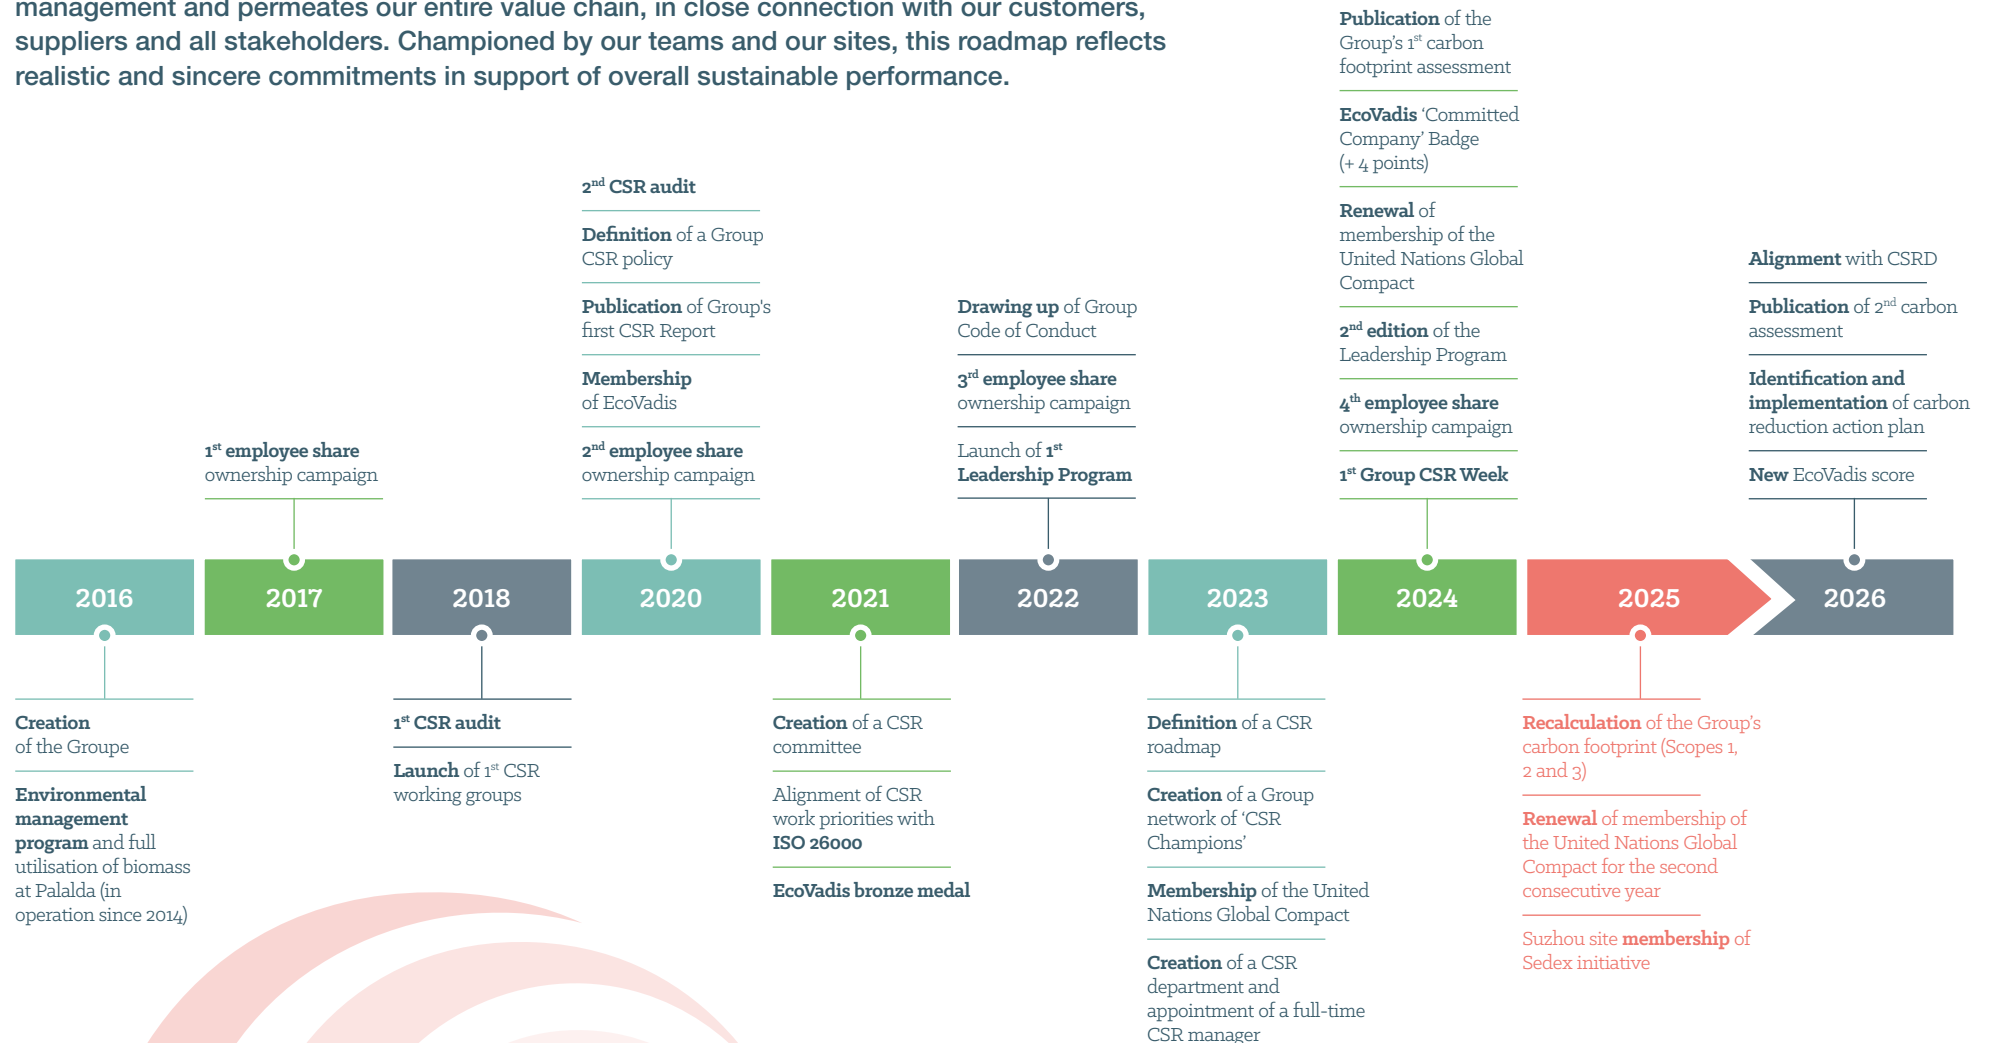 management and permeates our entire value chain, in close connection with our customers,
suppliers and all stakeholders. Championed by our teams and our sites, this roadmap reflects
realistic and sincere commitments in support of overall sustainable performance.
2016
Creation
of the Groupe
Environmental
management
program and full
utilisation of biomass
at Palalda (in
operation since 2014)
1st employee share
ownership campaign
2017
2018
1st CSR audit
Launch of 1st CSR
working groups
2nd CSR audit
Definition of a Group
CSR policy
Publication of Group's
first CSR Report
Membership
of EcoVadis
2nd employee share
ownership campaign
2020
2021
Creation of a CSR
committee
Alignment of CSR
work priorities with
ISO 26000
EcoVadis bronze medal
Drawing up of Group
Code of Conduct
3rd employee share
ownership campaign
Launch of 1st
Leadership Program
2022
2023
Definition of a CSR
roadmap
Creation of a Group
network of ‘CSR
Champions’
Membership of the United
Nations Global Compact
Creation of a CSR
department and
appointment of a full-time
CSR manager
Publication of the
Group’s 1st carbon
footprint assessment
EcoVadis ‘Committed
Company’ Badge
(+ 4 points)
Renewal of
membership of the
United Nations Global
Compact
2nd edition of the
Leadership Program
4th employee share
ownership campaign
1st Group CSR Week
2024
2025
Recalculation of the Group’s
carbon footprint (Scopes 1,
2 and 3)
Renewal of membership of
the United Nations Global
Compact for the second
consecutive year
Suzhou site membership of
Sedex initiative
Alignment with CSRD
Publication of 2nd carbon
assessment
Identification and
implementation of carbon
reduction action plan
New EcoVadis score
2026